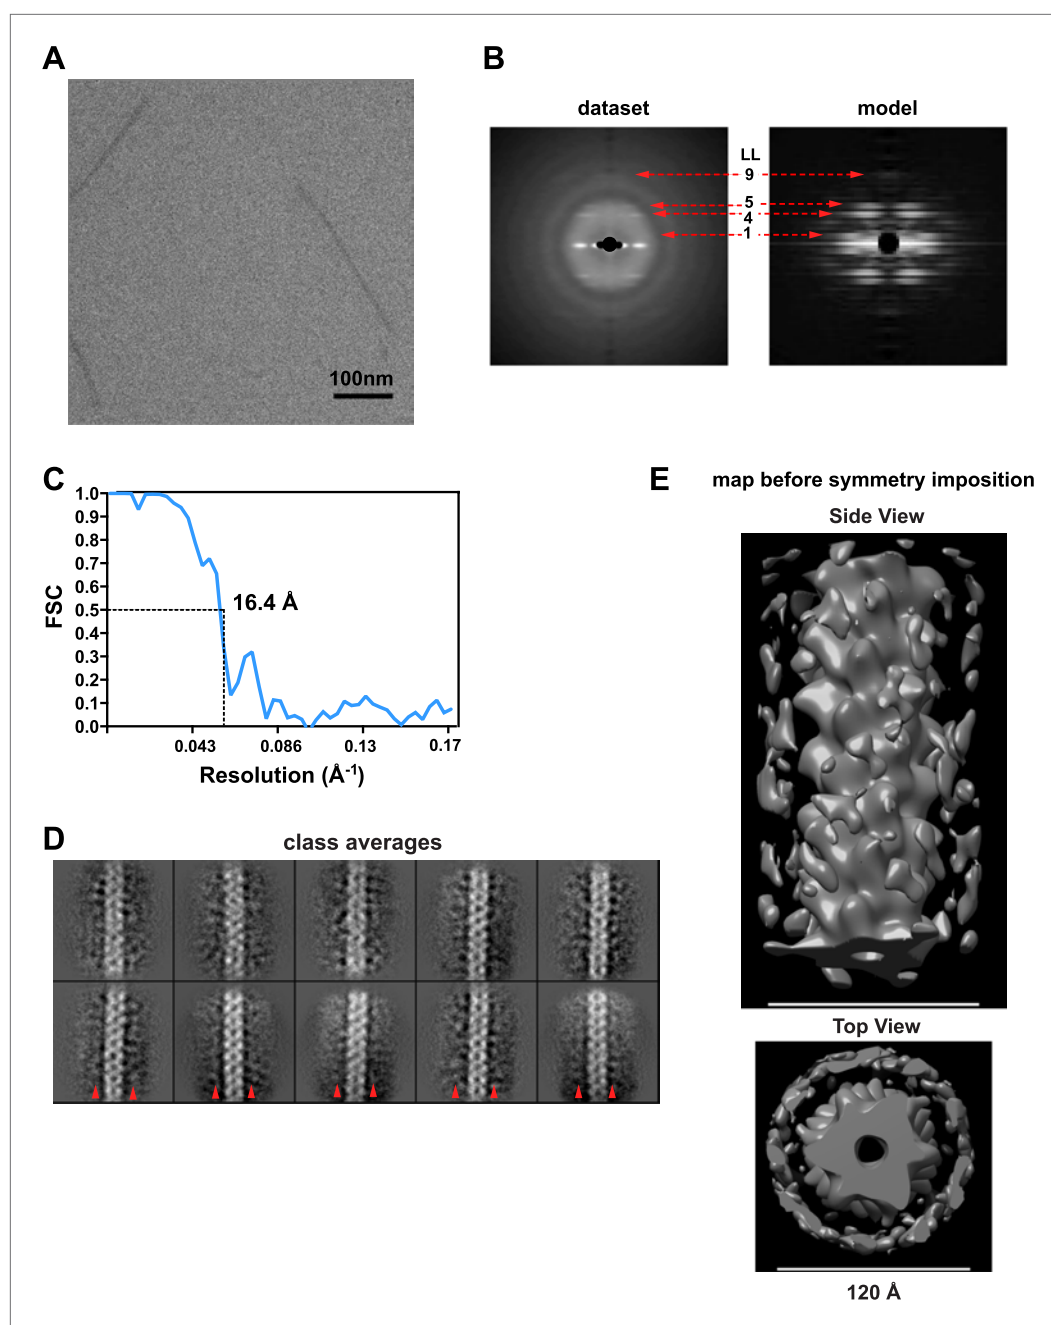 A
100nm
B
dataset
model
LL
9
5
4
1
C
1.0
0.9
0.8
0.7
0.6
0.5
0.4
0.3
0.2
0.1
0.0
FSC
16.4 Å
0.043
0.086
0.13
0.17
Resolution (Å⁻¹)
D
class averages
E
map before symmetry imposition
Side View
Top View
120 Å